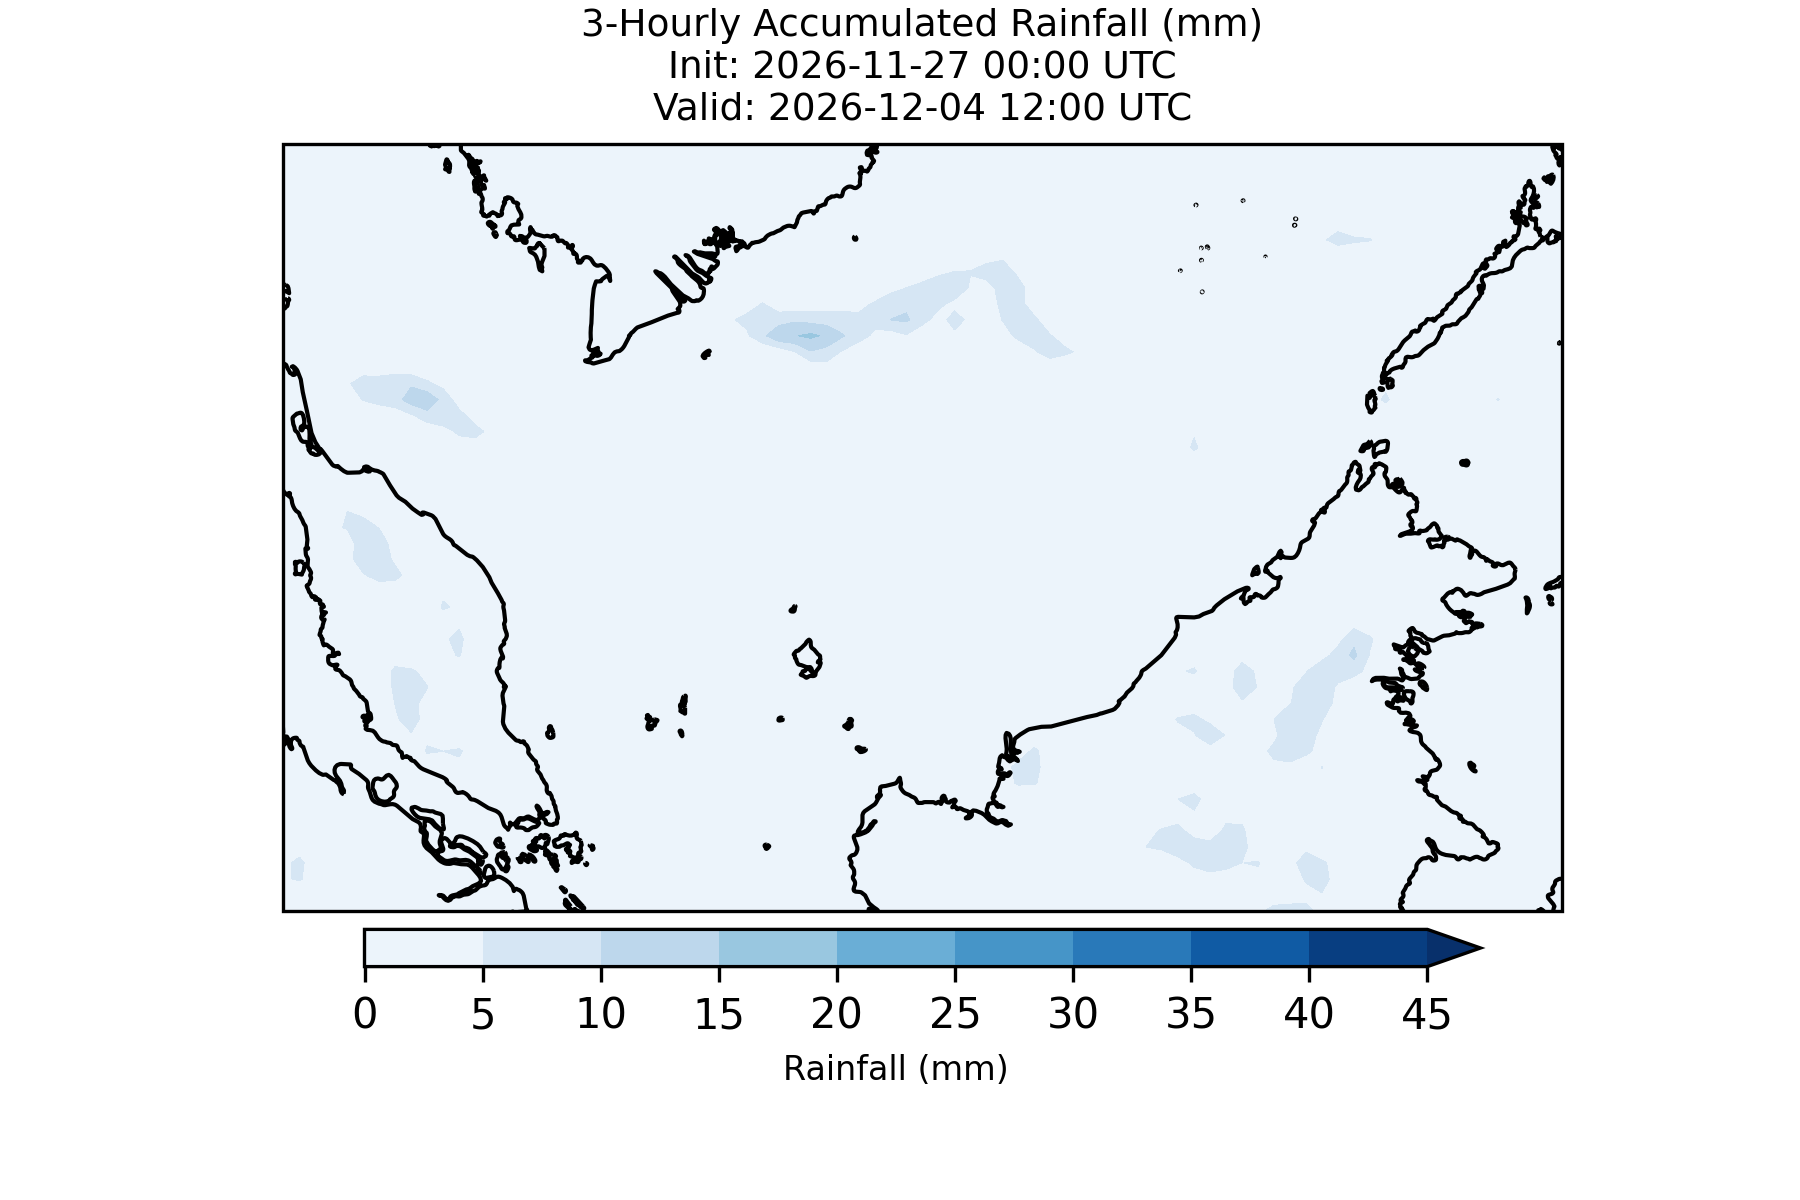 3-Hourly Accumulated Rainfall (mm)
Init: 2026-11-27 00:00 UTC
Valid: 2026-12-04 12:00 UTC
0 5 10 15 20 25 30 35 40 45
Rainfall (mm)